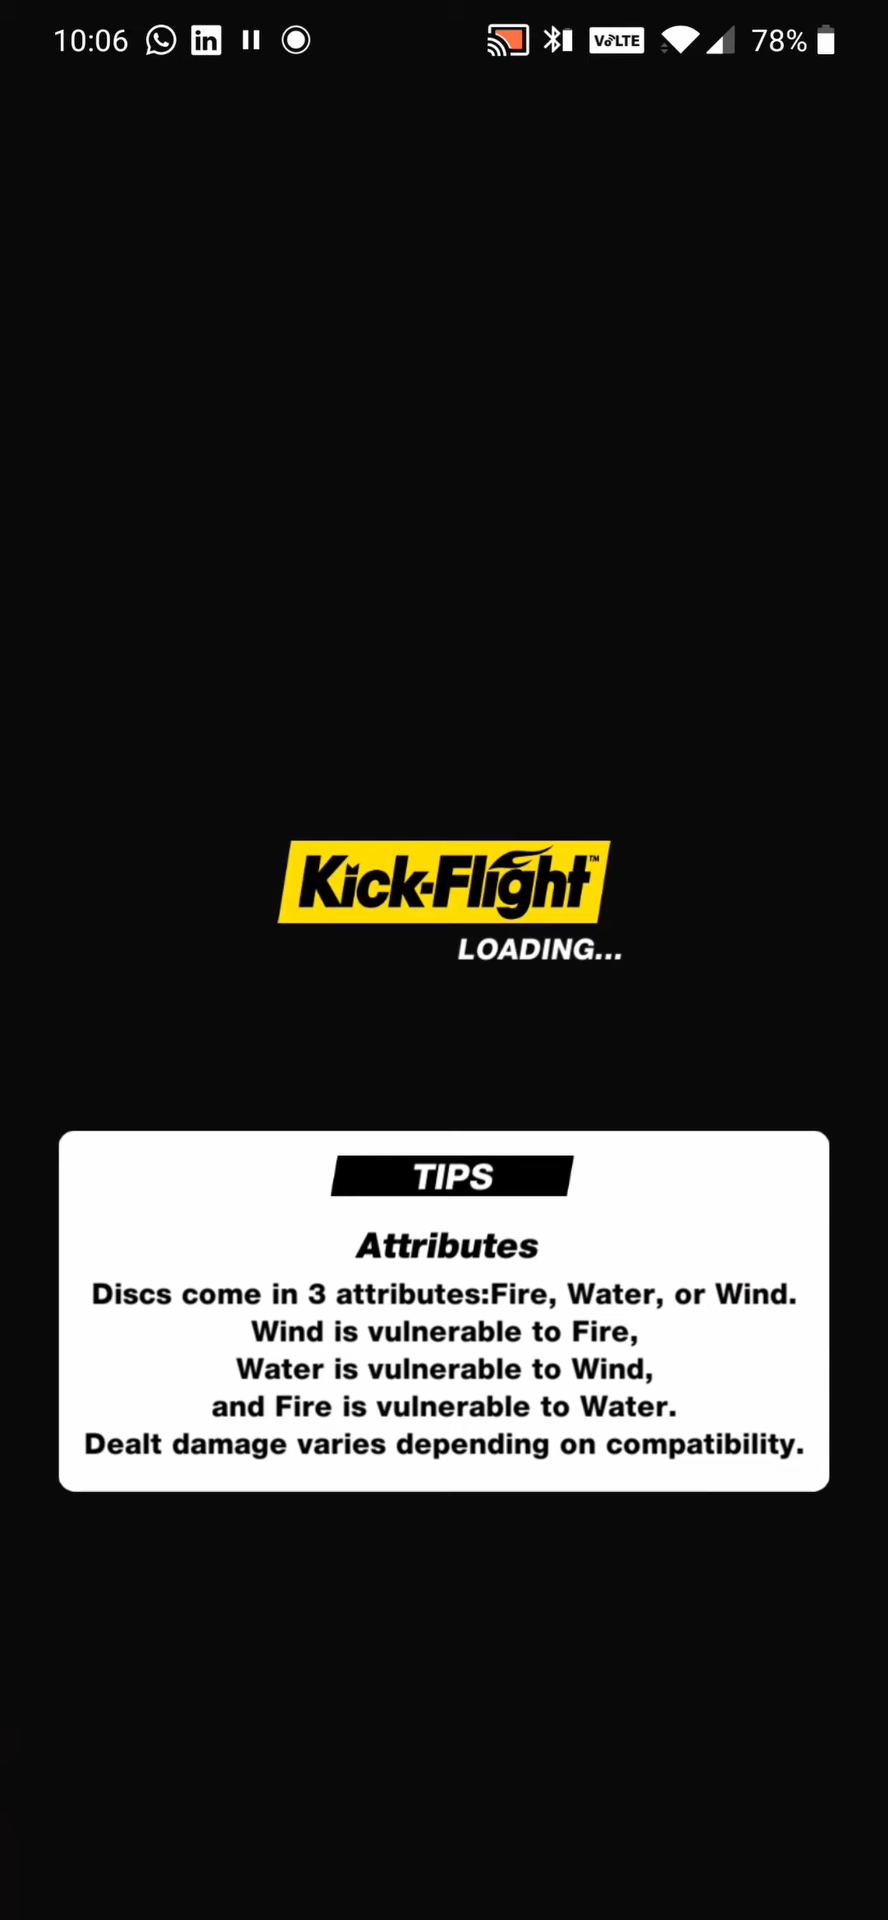 10:06 VoLTE 78%
Kick-Flight™
LOADING...
TIPS
Attributes
Discs come in 3 attributes:Fire, Water, or Wind.
Wind is vulnerable to Fire,
Water is vulnerable to Wind,
and Fire is vulnerable to Water.
Dealt damage varies depending on compatibility.